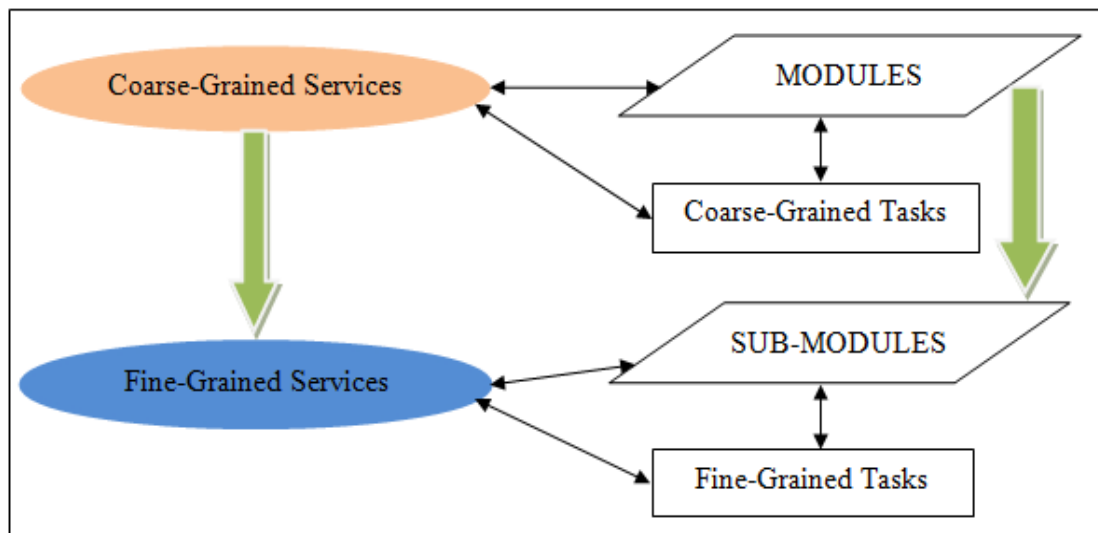 Coarse-Grained Services
MODULES
Coarse-Grained Tasks
SUB-MODULES
Fine-Grained Services
Fine-Grained Tasks